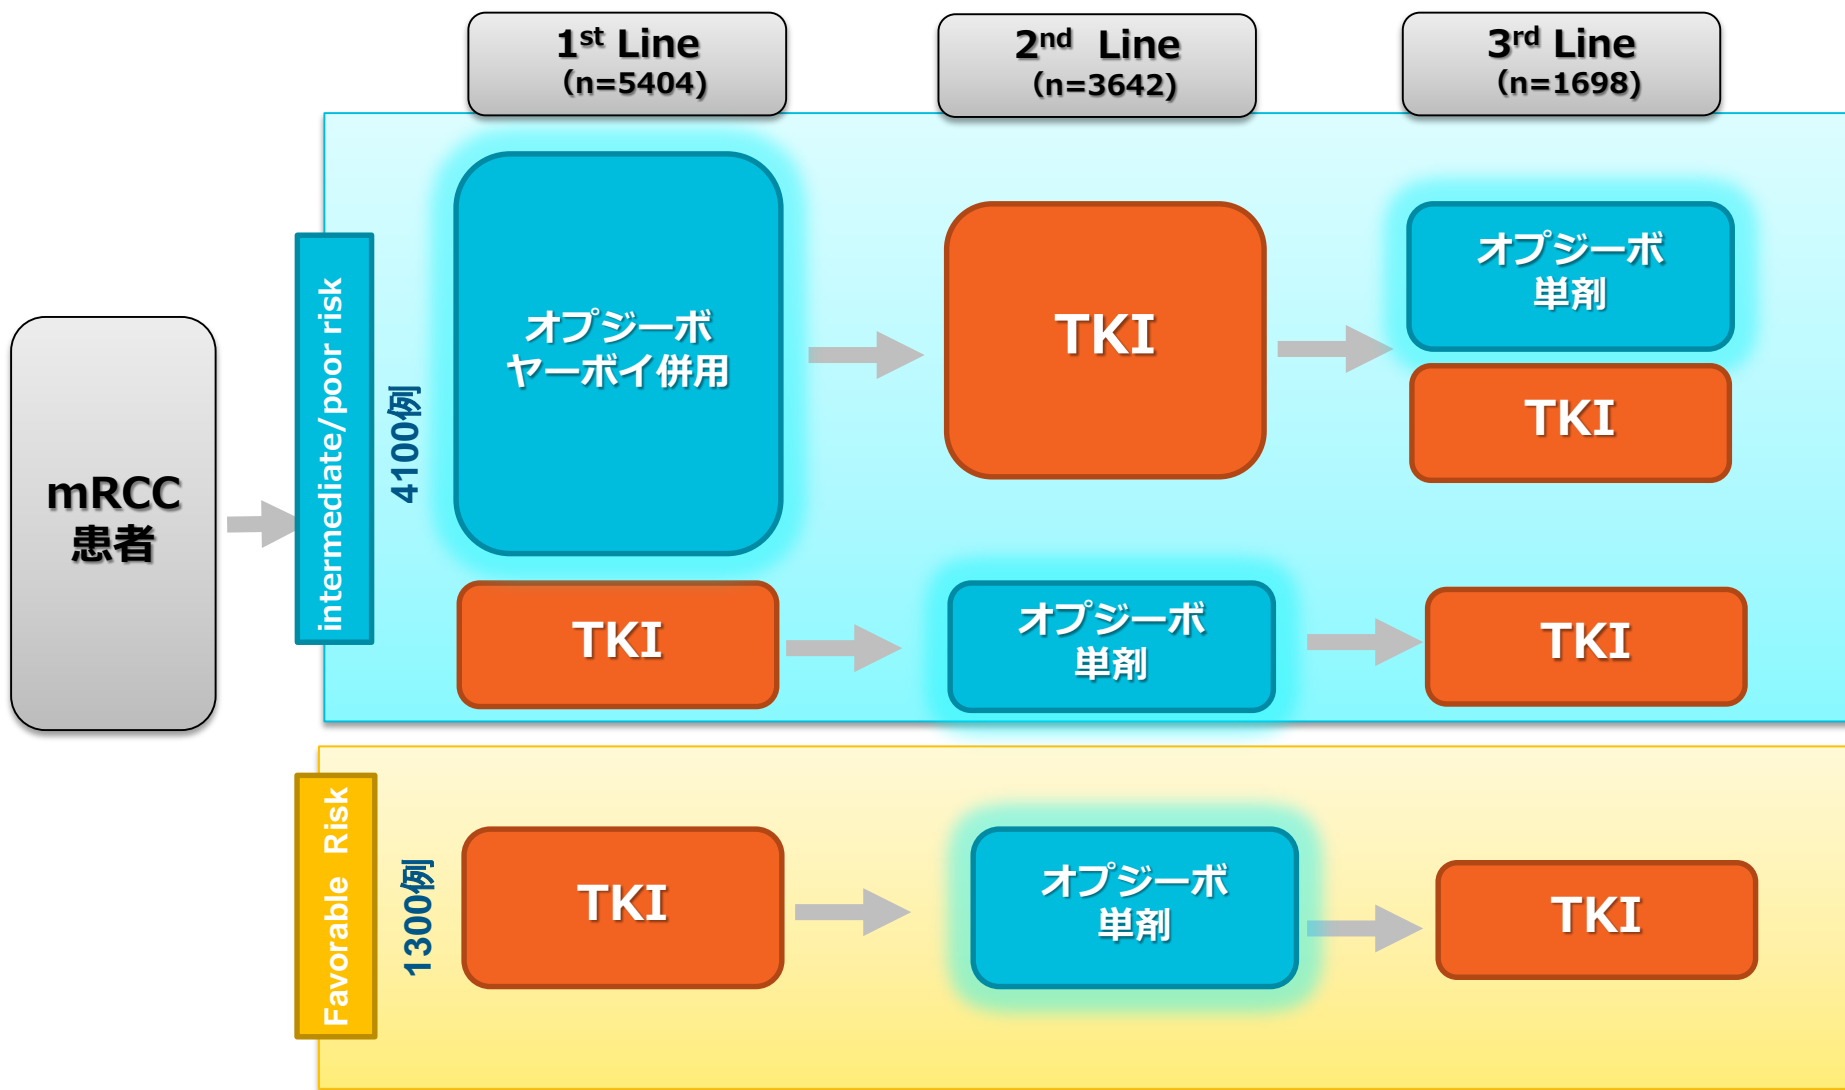 1st Line
(n=5404)
2nd Line
(n=3642)
3rd Line
(n=1698)
mRCC
患者
intermediate/poor risk
4100例
オプジーボ
ヤーボイ併用
TKI
オプジーボ
単剤
TKI
TKI
オプジーボ
単剤
TKI
Favorable Risk
1300例
TKI
オプジーボ
単剤
TKI